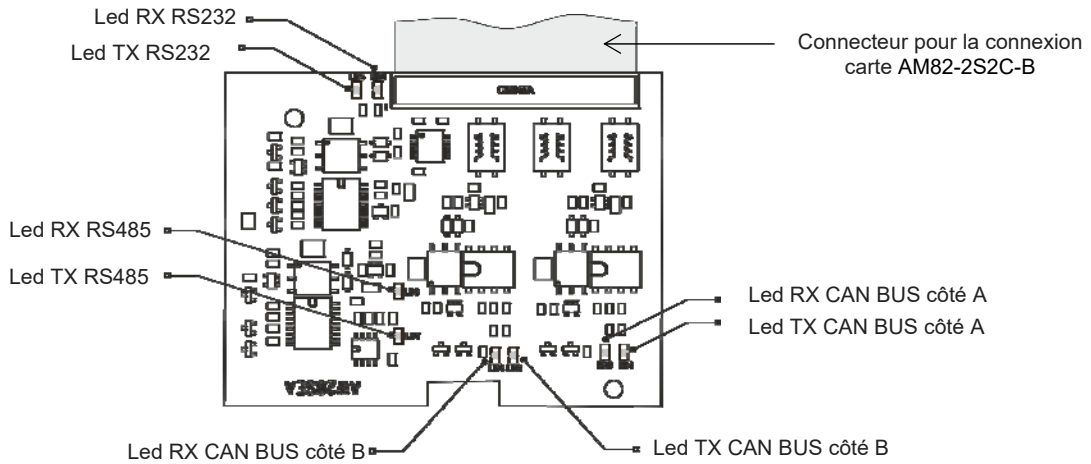 Led RX RS232
Led TX RS232
Connecteur pour la connexion
carte AM82-2S2C-B
Led RX RS485
Led TX RS485
Led RX CAN BUS côté A
Led TX CAN BUS côté A
Led RX CAN BUS côté B
Led TX CAN BUS côté B